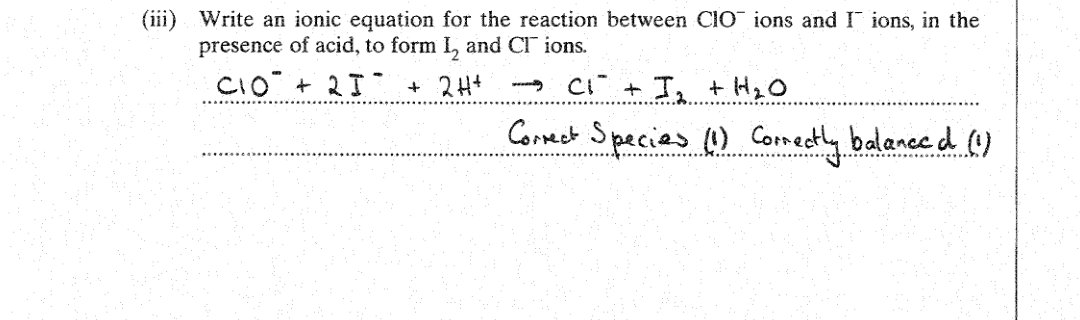 (iii) Write an ionic equation for the reaction between ClO⁻ ions and I⁻ ions, in the
presence of acid, to form I₂ and Cl⁻ ions.
ClO⁻ + 2I⁻ + 2H⁺ → Cl⁻ + I₂ + H₂O
Correct Species (1) Correctly balanced (1)